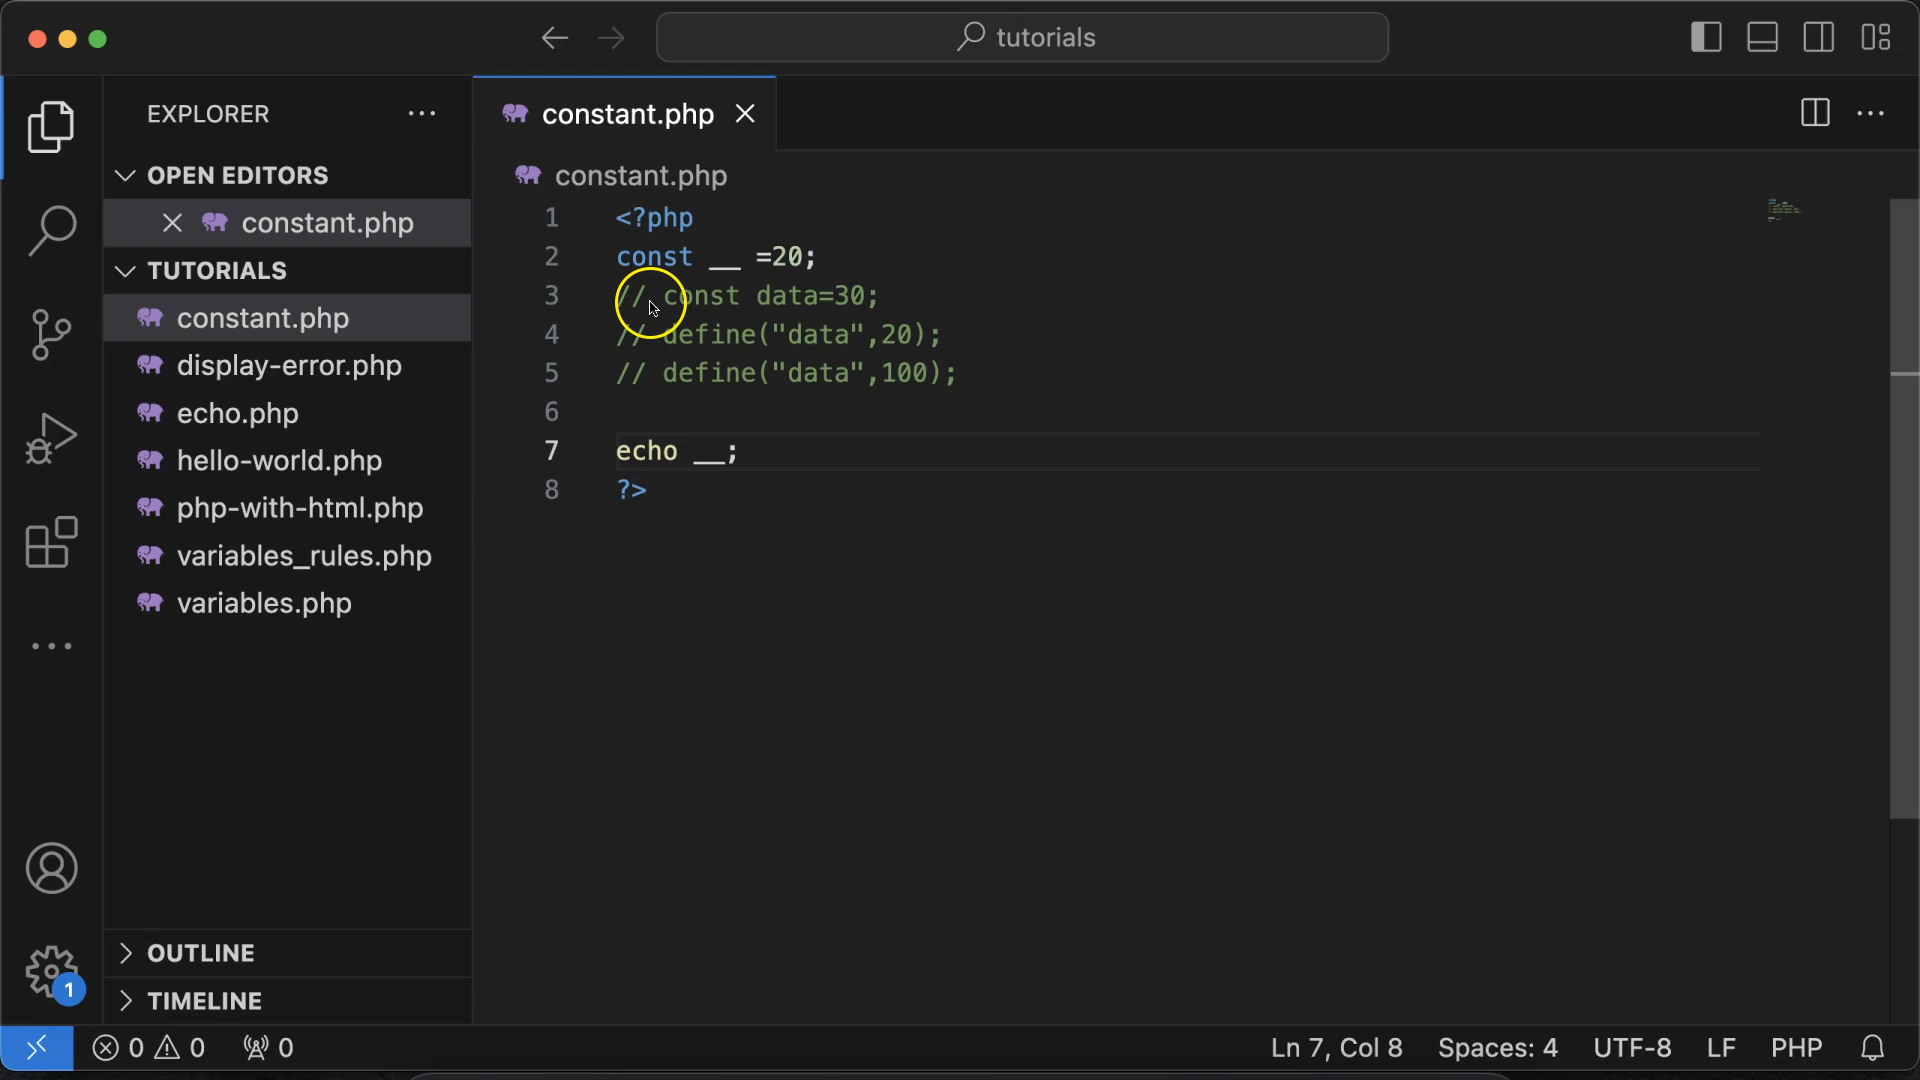 tutorials
EXPLORER
OPEN EDITORS
constant.php
TUTORIALS
constant.php
display-error.php
echo.php
hello-world.php
php-with-html.php
variables_rules.php
variables.php
OUTLINE
TIMELINE
1
constant.php
constant.php
1 <?php
2 const __ =20;
3 // const data=30;
4 // define("data",20);
5 // define("data",100);
6
7 echo __;
8 ?>
0 0 0
Ln 7, Col 8 Spaces: 4 UTF-8 LF PHP